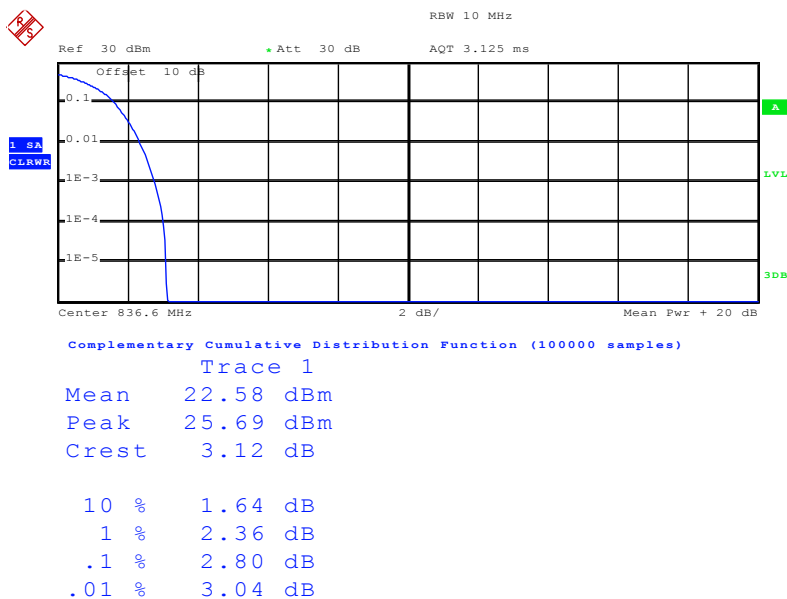 R S
RBW 10 MHz
Ref 30 dBm * Att 30 dB AQT 3.125 ms
Offset 10 dB
0.1
A
0.01
1 SA
CLRWR
1E-3
LVL
1E-4
1E-5
3DB
Center 836.6 MHz 2 dB/ Mean Pwr + 20 dB
Complementary Cumulative Distribution Function (100000 samples)
Trace 1
Mean 22.58 dBm
Peak 25.69 dBm
Crest 3.12 dB
10 % 1.64 dB
1 % 2.36 dB
.1 % 2.80 dB
.01 % 3.04 dB